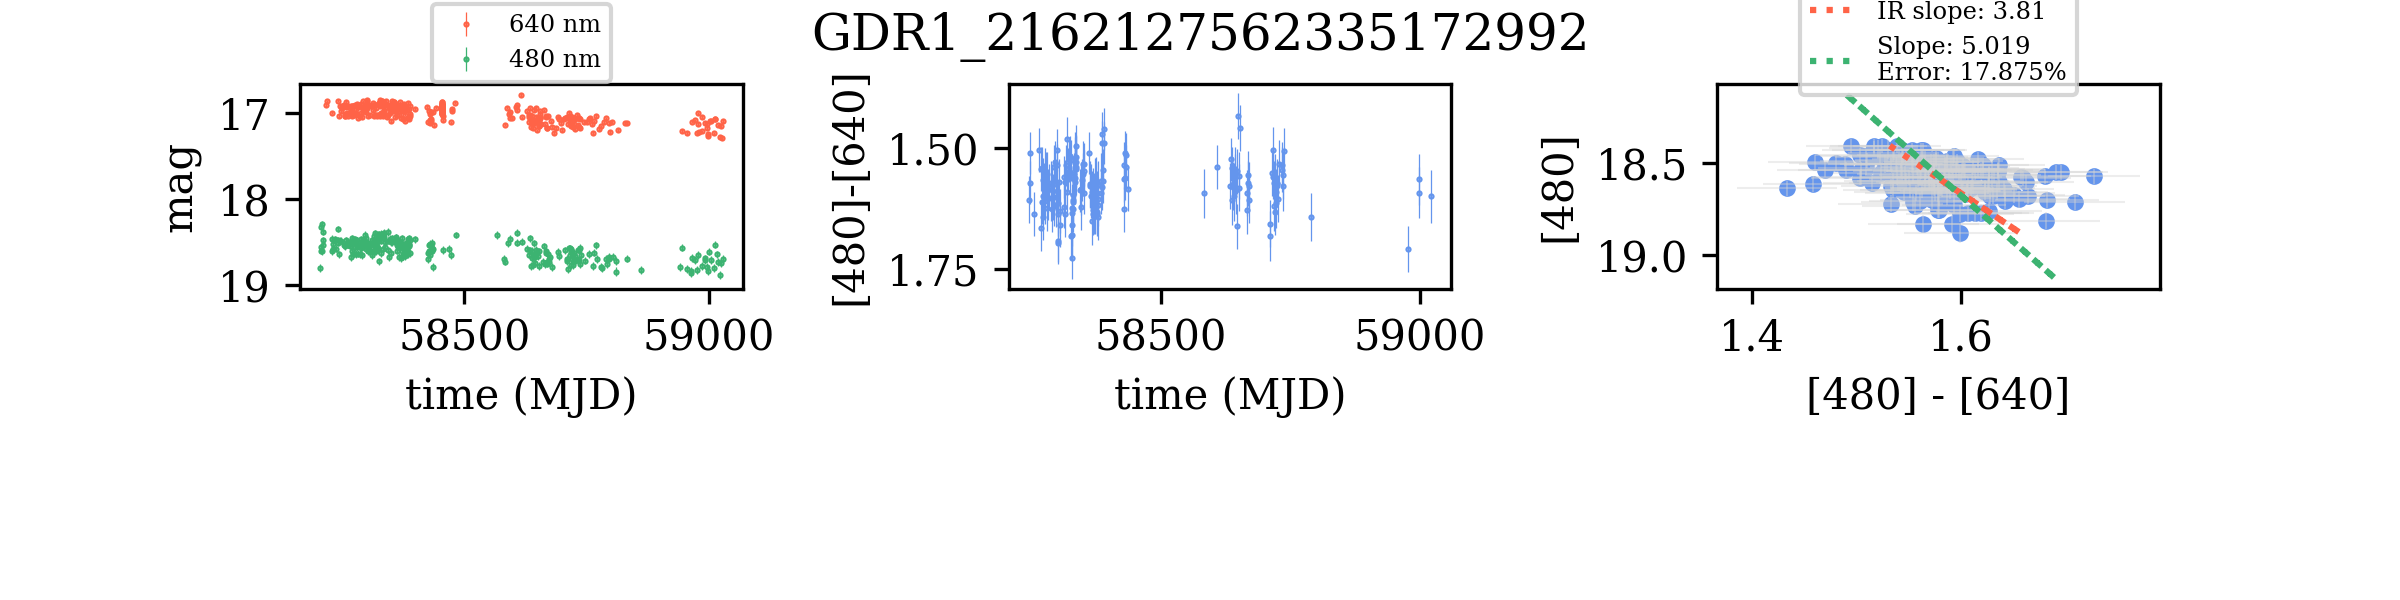 GDR1_2162127562335172992
640 nm
480 nm
mag
17
18
19
58500
59000
time (MJD)
[480]-[640]
1.50
1.75
58500
59000
time (MJD)
IR slope: 3.81
Slope: 5.019
Error: 17.875%
[480]
18.5
19.0
1.4
1.6
[480] - [640]